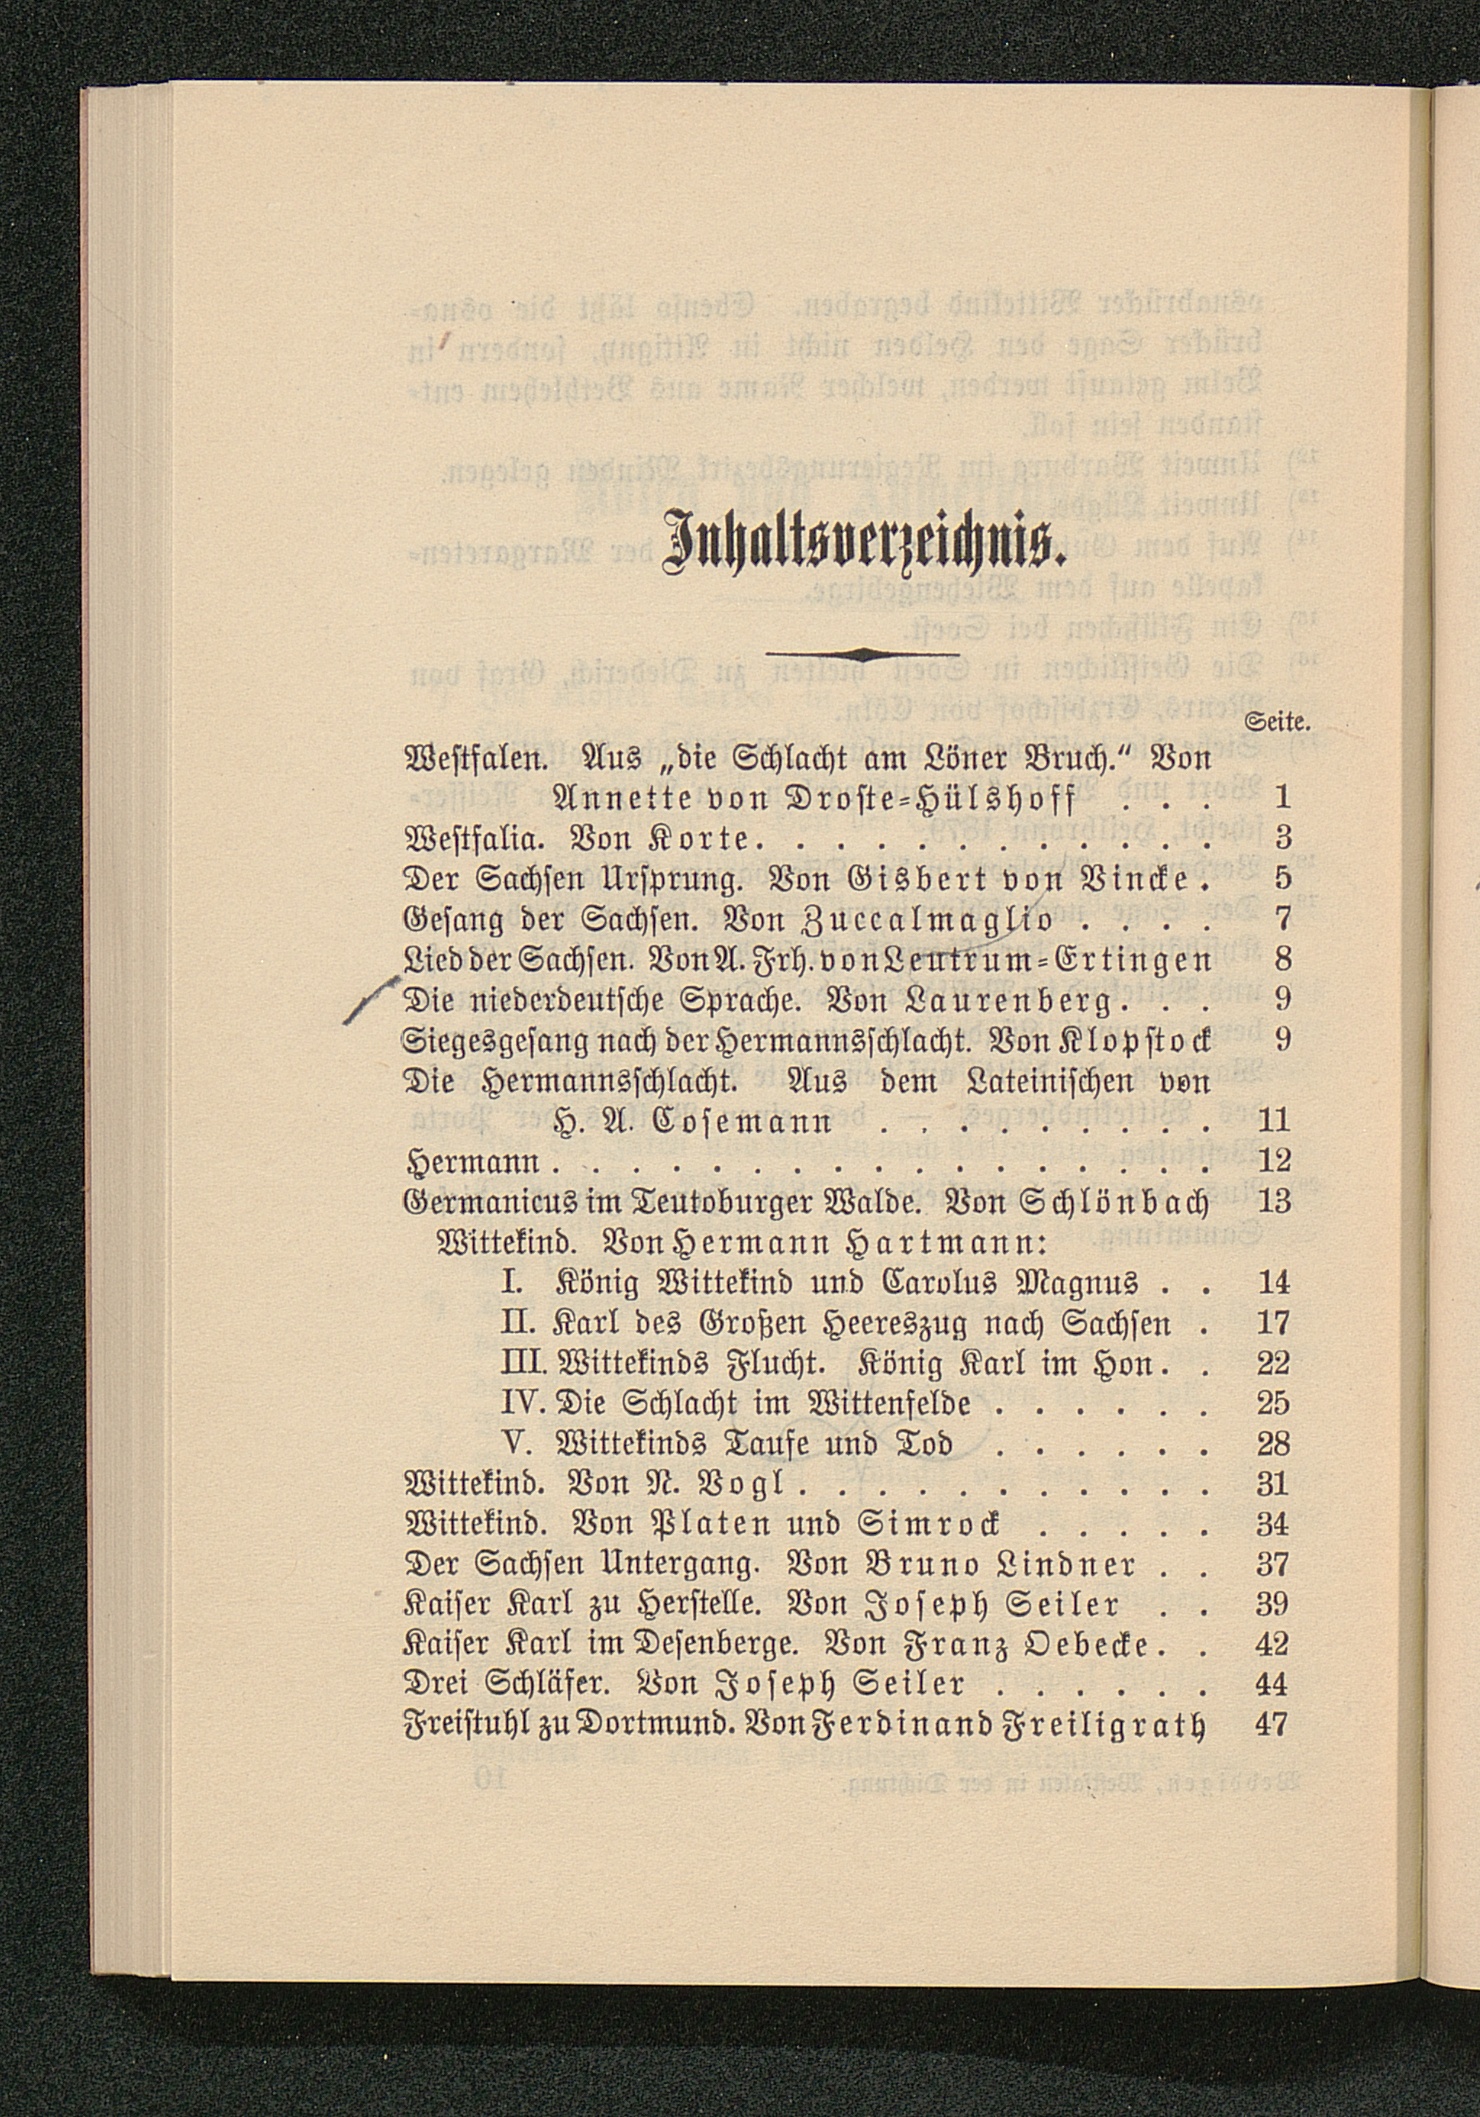 Inhaltsverzeichnis.
Seite.
Westfalen. Aus „die Schlacht am Löner Bruch.“ Von
Annette von Droste-Hülshoff . . . 1
Westfalia. Von Korte. . . . . . . . . . . . 3
Der Sachsen Ursprung. Von Gisbert von Vincke. 5
Gesang der Sachsen. Von Zuccalmaglio . . . . 7
Lied der Sachsen. Von A. Frh. von Leutrum-Ertingen 8
Die niederdeutsche Sprache. Von Laurenberg. . . 9
Siegesgesang nach der Hermannsschlacht. Von Klopstock 9
Die Hermannsschlacht. Aus dem Lateinischen von
H. A. Cosemann . . . . . . . . . 11
Hermann . . . . . . . . . . . . . . . . . 12
Germanicus im Teutoburger Walde. Von Schlönbach 13
Wittekind. Von Hermann Hartmann:
I. König Wittekind und Carolus Magnus . . 14
II. Karl des Großen Heereszug nach Sachsen . 17
III. Wittekinds Flucht. König Karl im Hon. . 22
IV. Die Schlacht im Wittenfelde . . . . . . 25
V. Wittekinds Taufe und Tod . . . . . . 28
Wittekind. Von N. Vogl . . . . . . . . . . . 31
Wittekind. Von Platen und Simrock . . . . . 34
Der Sachsen Untergang. Von Bruno Lindner . . 37
Kaiser Karl zu Herstelle. Von Joseph Seiler . . 39
Kaiser Karl im Desenberge. Von Franz Oebecke. . 42
Drei Schläfer. Von Joseph Seiler . . . . . . 44
Freistuhl zu Dortmund. Von Ferdinand Freiligrath 47